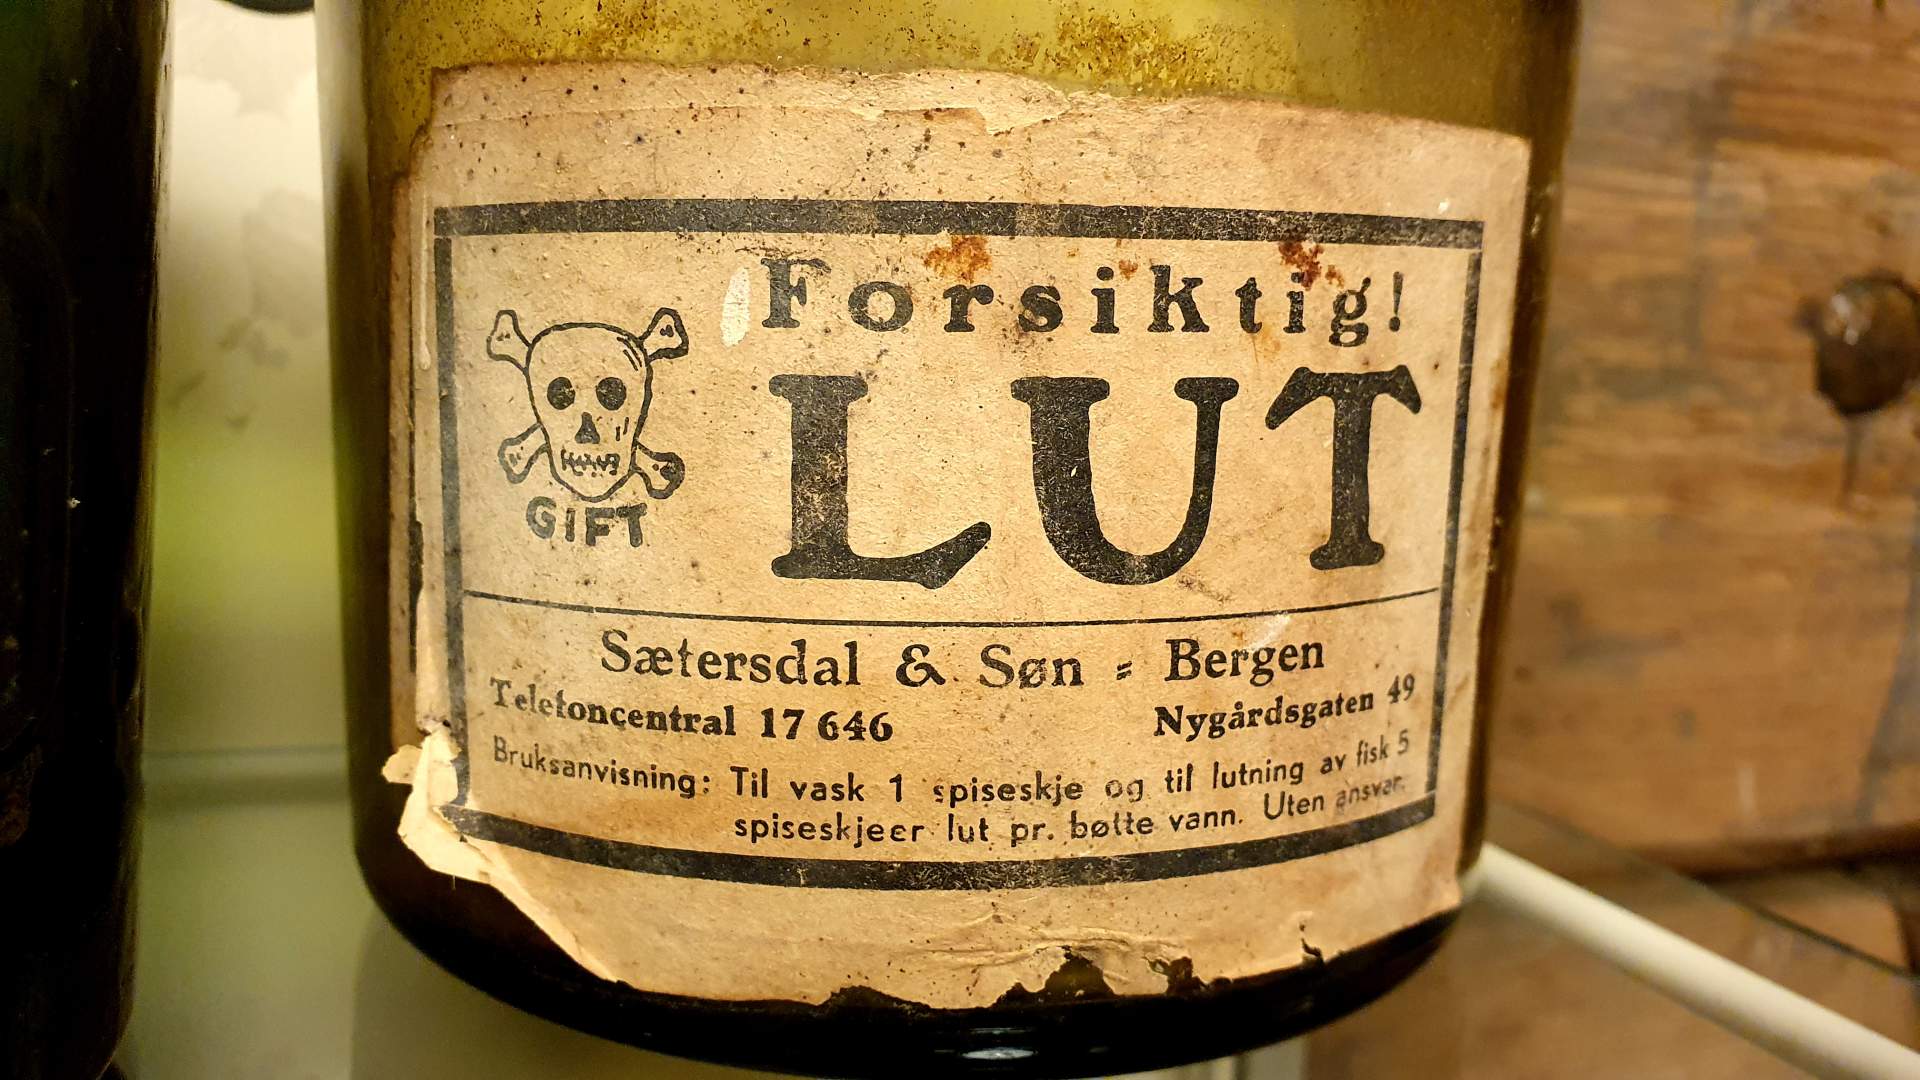 Forsiktig!
LUT
GIFT
Sætersdal & Søn = Bergen
Telefoncentral 17 646 Nygårdsgaten 49
Bruksanvisning: Til vask 1 spiseskje og til lutning av fisk 5
spiseskjeer lut pr. bøtte vann. Uten ansvar.